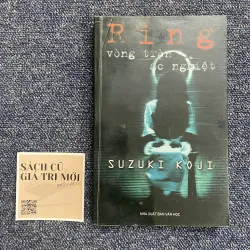 Ring
vòng tròn ác nghiệt
SUZUKI KOJI
NHÀ XUẤT BẢN VĂN HỌC
SÁCH CŨ
GIÁ TRỊ MỚI